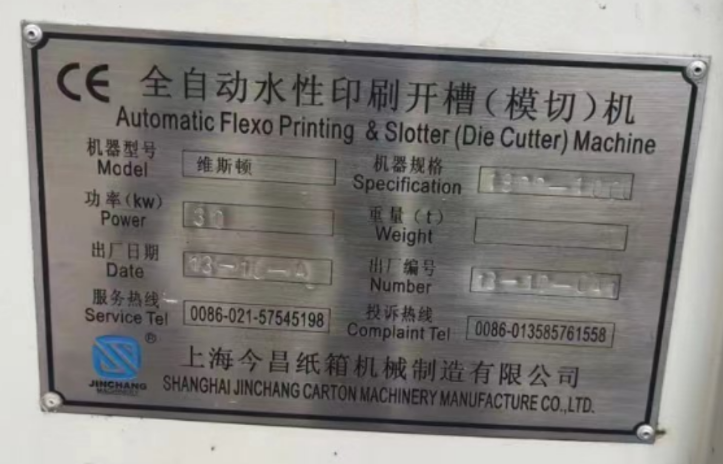 CE 全自动水性印刷开槽(模切)机
Automatic Flexo Printing & Slotter (Die Cutter) Machine
机器型号 维斯顿 机器规格
Model Specification
功率(kw) 30 重量(t)
Power Weight
出厂日期 出厂编号
Date Number
服务热线 0086-021-57545198 投诉热线 0086-013585761558
Service Tel Complaint Tel
JINCHANG ® 上海今昌纸箱机械制造有限公司
MACHINERY SHANGHAI JINCHANG CARTON MACHINERY MANUFACTURE CO.,LTD.